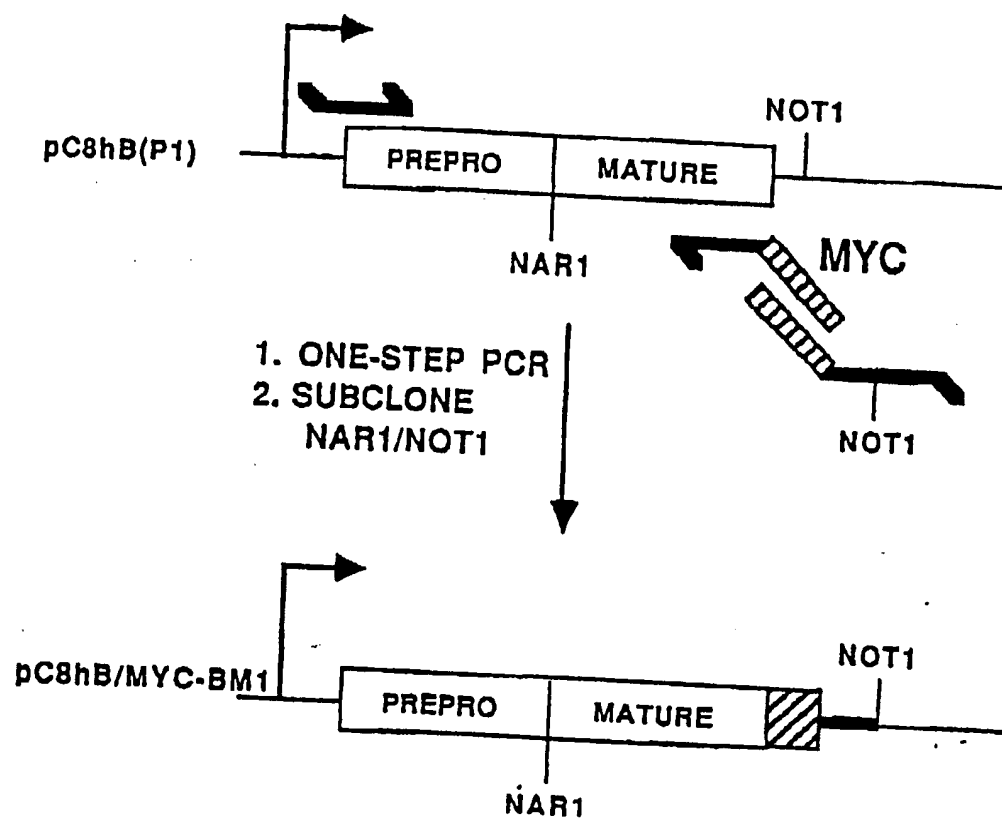 NOT1
pC8hB(P1)
PREPRO
MATURE
NAR1
MYC
1. ONE-STEP PCR
2. SUBCLONE
NAR1/NOT1
NOT1
NOT1
pC8hB/MYC-BM1
PREPRO
MATURE
NAR1